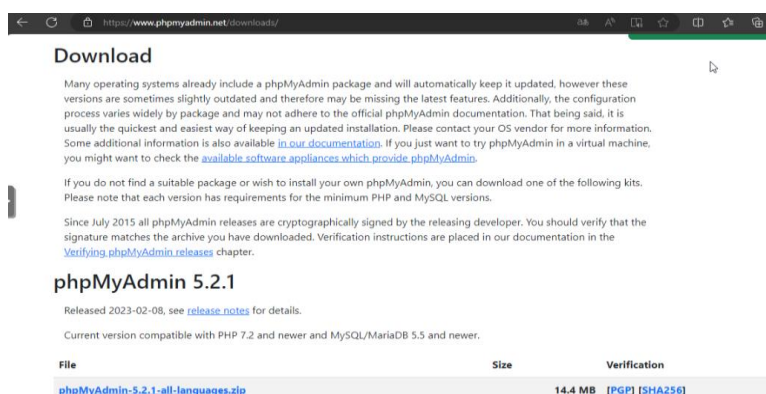 https://www.phpmyadmin.net/downloads/
Download
Many operating systems already include a phpMyAdmin package and will automatically keep it updated, however these
versions are sometimes slightly outdated and therefore may be missing the latest features. Additionally, the configuration
process varies widely by package and may not adhere to the official phpMyAdmin documentation. That being said, it is
usually the quickest and easiest way of keeping an updated installation. Please contact your OS vendor for more information.
Some additional information is also available in our documentation. If you just want to try phpMyAdmin in a virtual machine,
you might want to check the available software appliances which provide phpMyAdmin.
If you do not find a suitable package or wish to install your own phpMyAdmin, you can download one of the following kits.
Please note that each version has requirements for the minimum PHP and MySQL versions.
Since July 2015 all phpMyAdmin releases are cryptographically signed by the releasing developer. You should verify that the
signature matches the archive you have downloaded. Verification instructions are placed in our documentation in the
Verifying phpMyAdmin releases chapter.
phpMyAdmin 5.2.1
Released 2023-02-08, see release notes for details.
Current version compatible with PHP 7.2 and newer and MySQL/MariaDB 5.5 and newer.
File Size Verification
phpMyAdmin-5.2.1-all-languages.zip 14.4 MB [PGP] [SHA256]